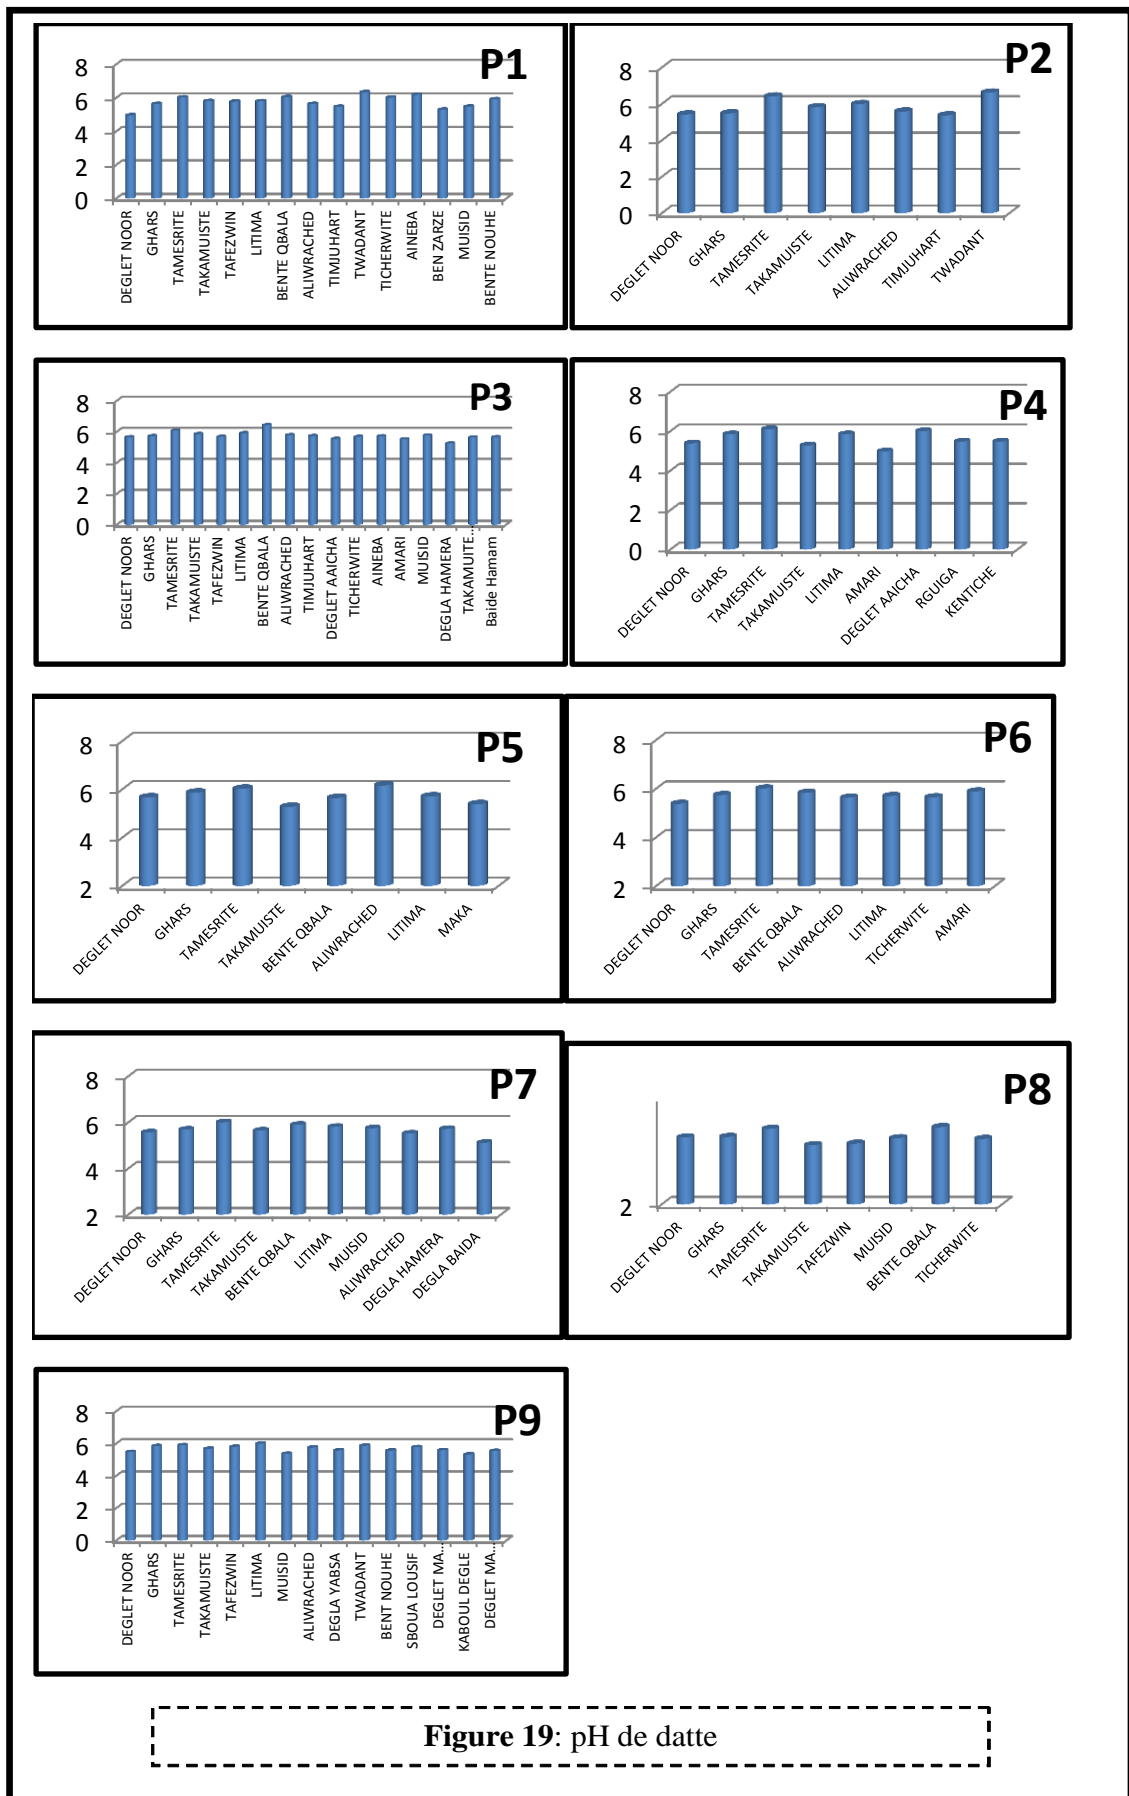 P1
8
6
4
2
0
DEGLET NOOR
GHARS
TAMESRITE
TAKAMUISTE
TAFEZWIN
LITIMA
BENTE QBALA
ALIWRACHED
TIMJUHART
TWADANT
TICHERWITE
AINEBA
BEN ZARZE
MUISID
BENTE NOUHE
P2
8
6
4
2
0
DEGLET NOOR
GHARS
TAMESRITE
TAKAMUISTE
LITIMA
ALIWRACHED
TIMJUHART
TWADANT
P3
8
6
4
2
0
DEGLET NOOR
GHARS
TAMESRITE
TAKAMUISTE
TAFEZWIN
LITIMA
BENTE QBALA
ALIWRACHED
TIMJUHART
DEGLET AAICHA
TICHERWITE
AINEBA
AMARI
MUISID
DEGLA HAMERA
TAKAMUITE...
Baide Hamam
P4
8
6
4
2
0
DEGLET NOOR
GHARS
TAMESRITE
TAKAMUISTE
LITIMA
AMARI
DEGLET AAICHA
RGUIGA
KENTICHE
P5
8
6
4
2
DEGLET NOOR
GHARS
TAMESRITE
TAKAMUISTE
BENTE QBALA
ALIWRACHED
LITIMA
MAKA
P6
8
6
4
2
DEGLET NOOR
GHARS
TAMESRITE
BENTE QBALA
ALIWRACHED
LITIMA
TICHERWITE
AMARI
P7
8
6
4
2
DEGLET NOOR
GHARS
TAMESRITE
TAKAMUISTE
BENTE QBALA
LITIMA
MUISID
ALIWRACHED
DEGLA HAMERA
DEGLA BAIDA
P8
2
DEGLET NOOR
GHARS
TAMESRITE
TAKAMUISTE
TAFEZWIN
MUISID
BENTE QBALA
TICHERWITE
P9
8
6
4
2
0
DEGLET NOOR
GHARS
TAMESRITE
TAKAMUISTE
TAFEZWIN
LITIMA
MUISID
ALIWRACHED
DEGLA YABSA
TWADANT
BENT NOUHE
SBOUA LOUSIF
DEGLET MA...
KABOUL DEGLE
DEGLET MA...
Figure 19: pH de datte